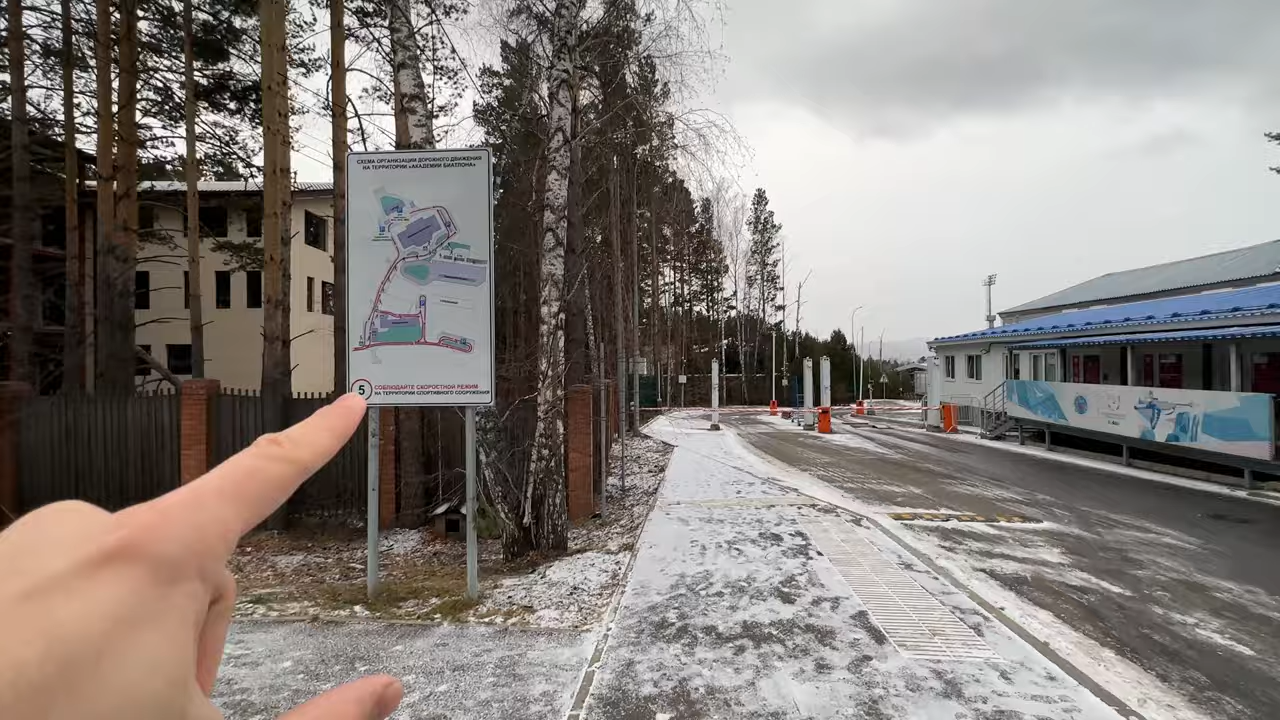 СХЕМА ОРГАНИЗАЦИИ ДОРОЖНОГО ДВИЖЕНИЯ
НА ТЕРРИТОРИИ «АКАДЕМИИ БИАТЛОНА»
5
СОБЛЮДАЙТЕ СКОРОСТНОЙ РЕЖИМ
НА ТЕРРИТОРИИ СПОРТИВНОГО СООРУЖЕНИЯ